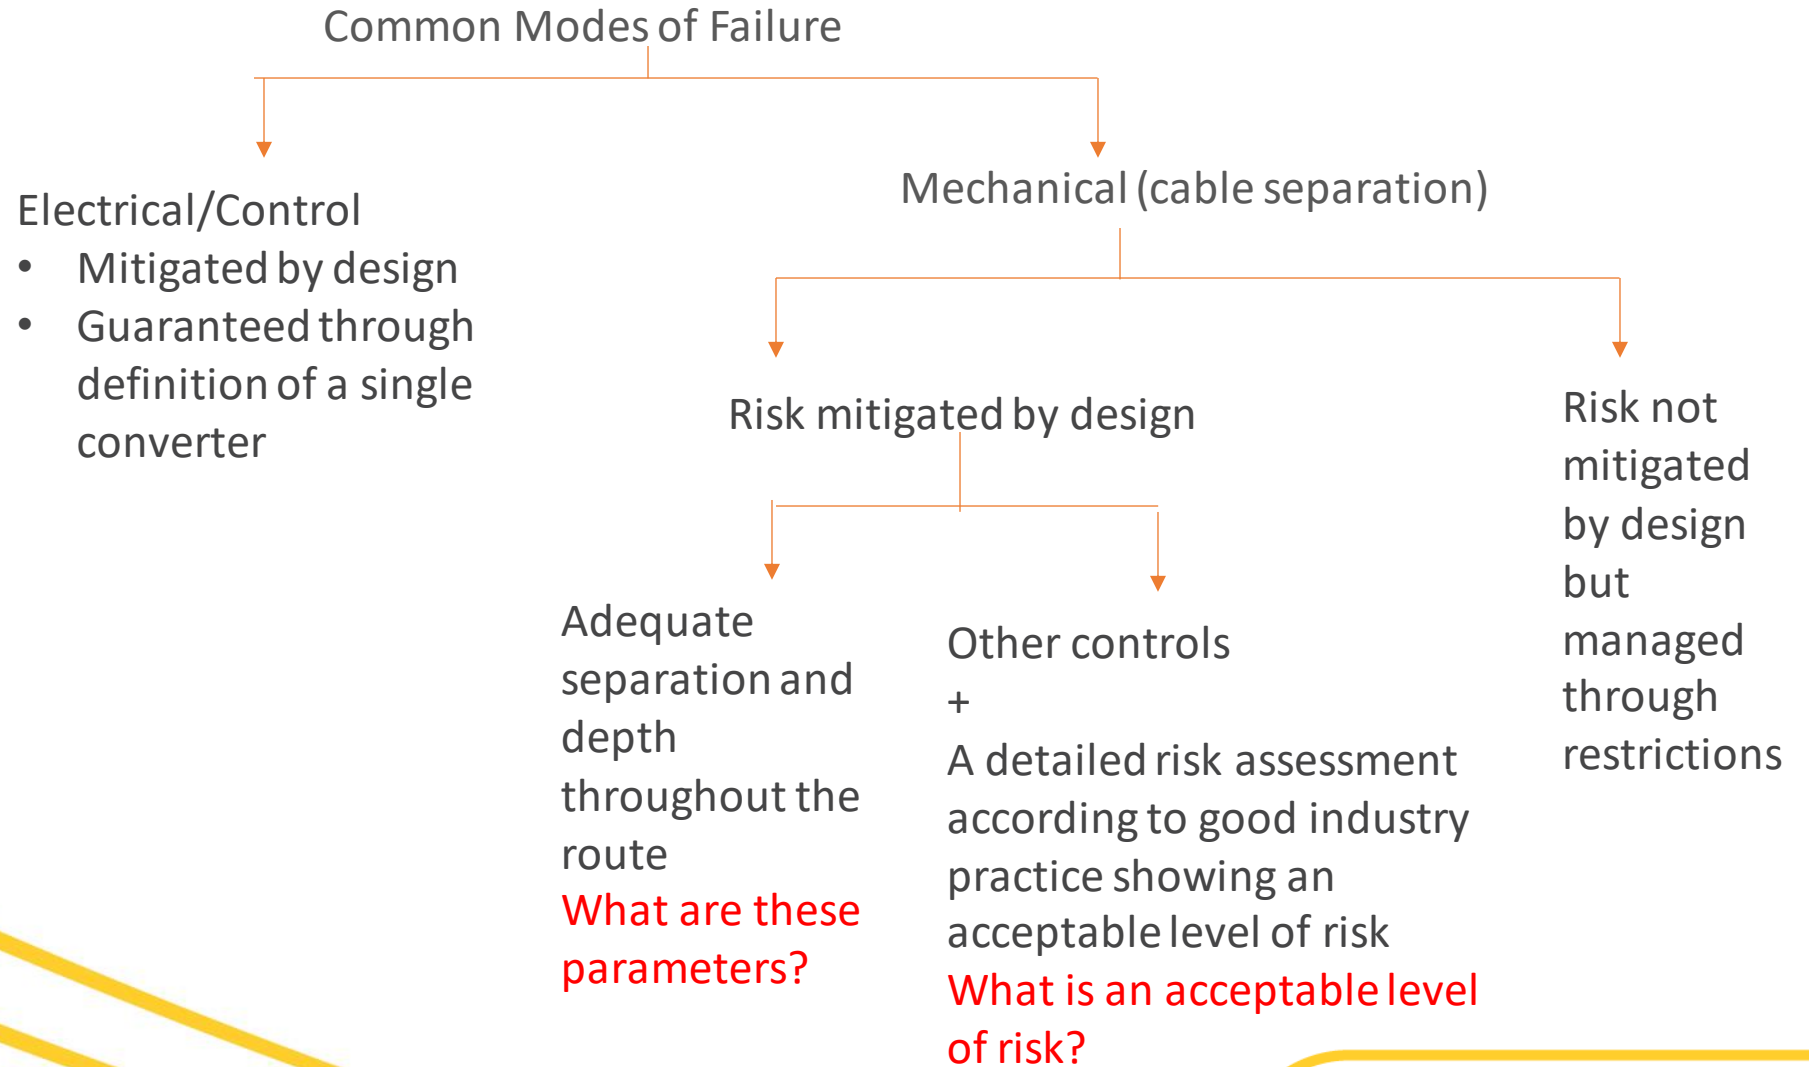 Common Modes of Failure
Electrical/Control
• Mitigated by design
• Guaranteed through
definition of a single
converter
Mechanical (cable separation)
Risk mitigated by design
Adequate
separation and
depth
throughout the
route
What are these
parameters?
Other controls
+
A detailed risk assessment
according to good industry
practice showing an
acceptable level of risk
What is an acceptable level
of risk?
Risk not
mitigated
by design
but
managed
through
restrictions